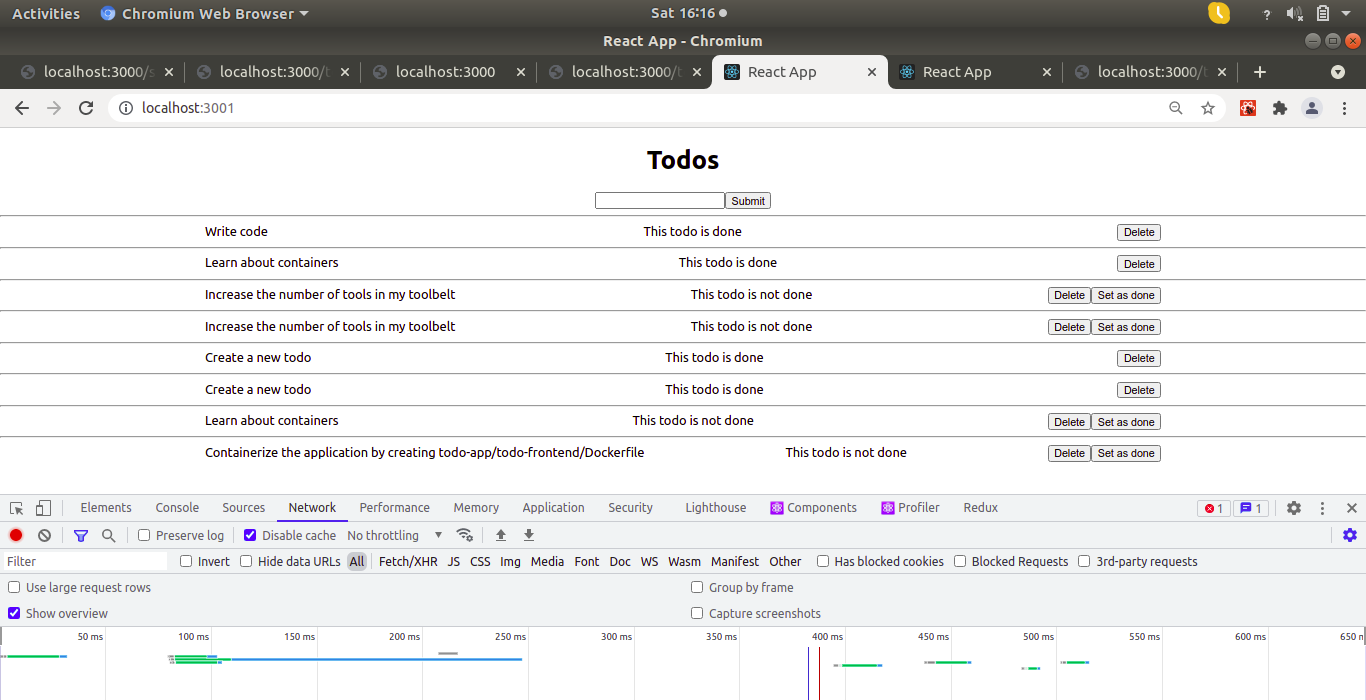 Activities Chromium Web Browser Sat 16:16 ?
React App - Chromium
localhost:3000/s localhost:3000/t localhost:3000 localhost:3000/t React App React App localhost:3000/t
localhost:3001
Todos
Submit
Write code This todo is done Delete
Learn about containers This todo is done Delete
Increase the number of tools in my toolbelt This todo is not done Delete Set as done
Increase the number of tools in my toolbelt This todo is not done Delete Set as done
Create a new todo This todo is done Delete
Create a new todo This todo is done Delete
Learn about containers This todo is not done Delete Set as done
Containerize the application by creating todo-app/todo-frontend/Dockerfile This todo is not done Delete Set as done
Elements Console Sources Network Performance Memory Application Security Lighthouse Components Profiler Redux 1 1
Preserve log Disable cache No throttling
Filter Invert Hide data URLs All Fetch/XHR JS CSS Img Media Font Doc WS Wasm Manifest Other Has blocked cookies Blocked Requests 3rd-party requests
Use large request rows Group by frame
Show overview Capture screenshots
50 ms 100 ms 150 ms 200 ms 250 ms 300 ms 350 ms 400 ms 450 ms 500 ms 550 ms 600 ms 650 m